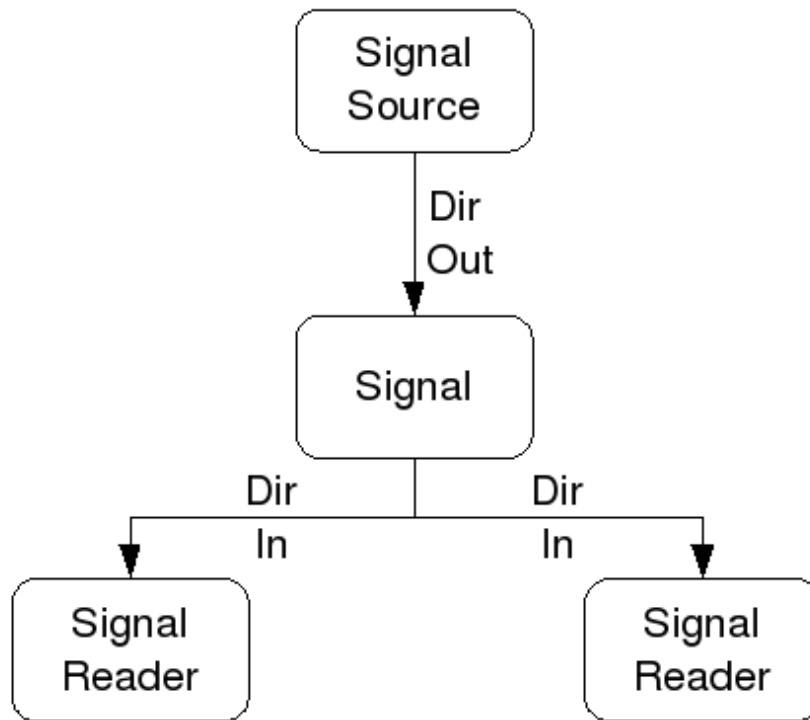 Signal
Source
Dir
Out
Signal
Dir
Dir
In
In
Signal
Reader
Signal
Reader